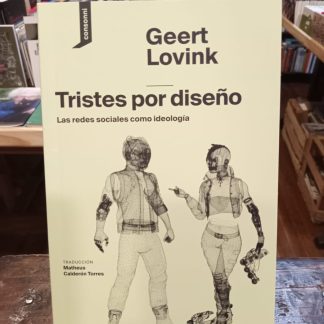 consonni
Geert
Lovink
Tristes por diseño
Las redes sociales como ideología
TRADUCCIÓN
Matheus
Calderón Torres